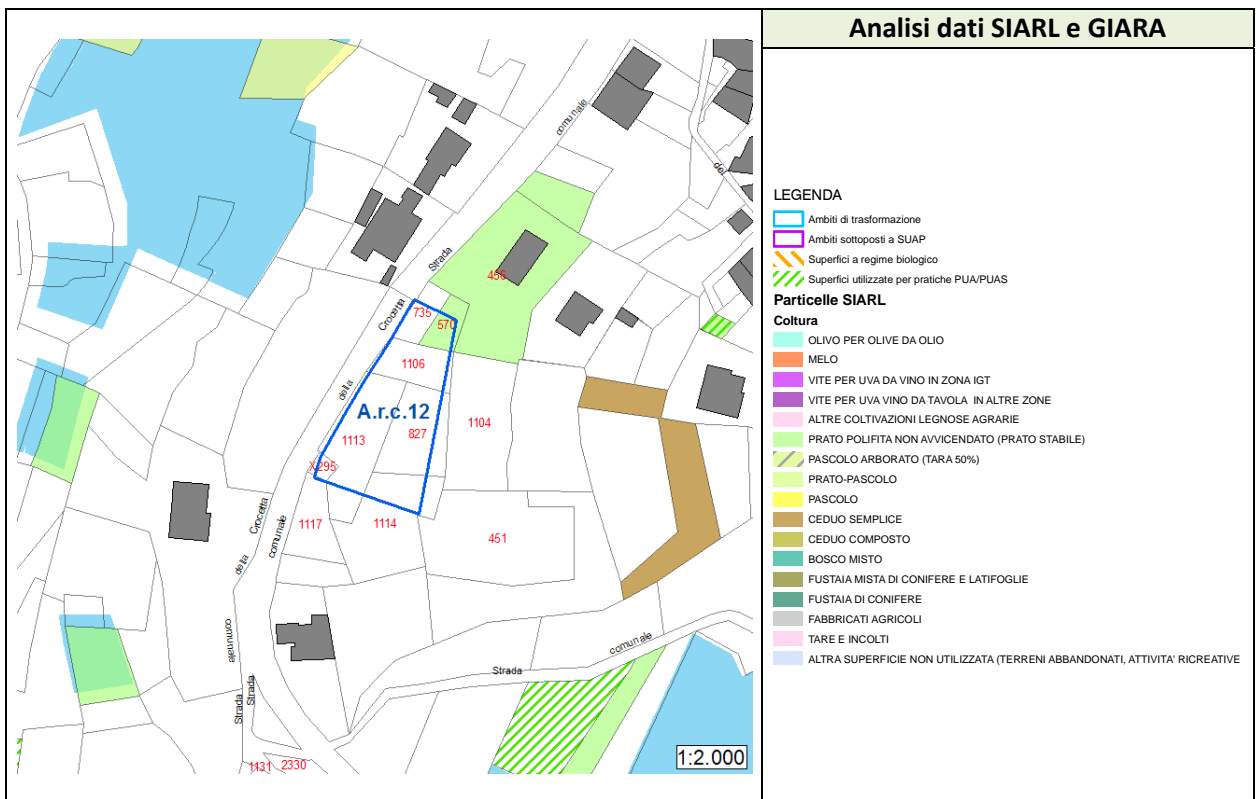 Analisi dati SIARL e GIARA
comunale
del
Strada
456
Crocetta
735
570
1106
della
A.r.c.12
827
1104
1113
X295
Crocetta
comunale
1117
1114
451
della
comunale
comunale
Strada
Strada
Strada
1131
2330
1:2.000
LEGENDA
Ambiti di trasformazione
Ambiti sottoposti a SUAP
Superfici a regime biologico
Superfici utilizzate per pratiche PUA/PUAS
Particelle SIARL
Coltura
OLIVO PER OLIVE DA OLIO
MELO
VITE PER UVA DA VINO IN ZONA IGT
VITE PER UVA VINO DA TAVOLA IN ALTRE ZONE
ALTRE COLTIVAZIONI LEGNOSE AGRARIE
PRATO POLIFITA NON AVVICENDATO (PRATO STABILE)
PASCOLO ARBORATO (TARA 50%)
PRATO-PASCOLO
PASCOLO
CEDUO SEMPLICE
CEDUO COMPOSTO
BOSCO MISTO
FUSTAIA MISTA DI CONIFERE E LATIFOGLIE
FUSTAIA DI CONIFERE
FABBRICATI AGRICOLI
TARE E INCOLTI
ALTRA SUPERFICIE NON UTILIZZATA (TERRENI ABBANDONATI, ATTIVITA' RICREATIVE